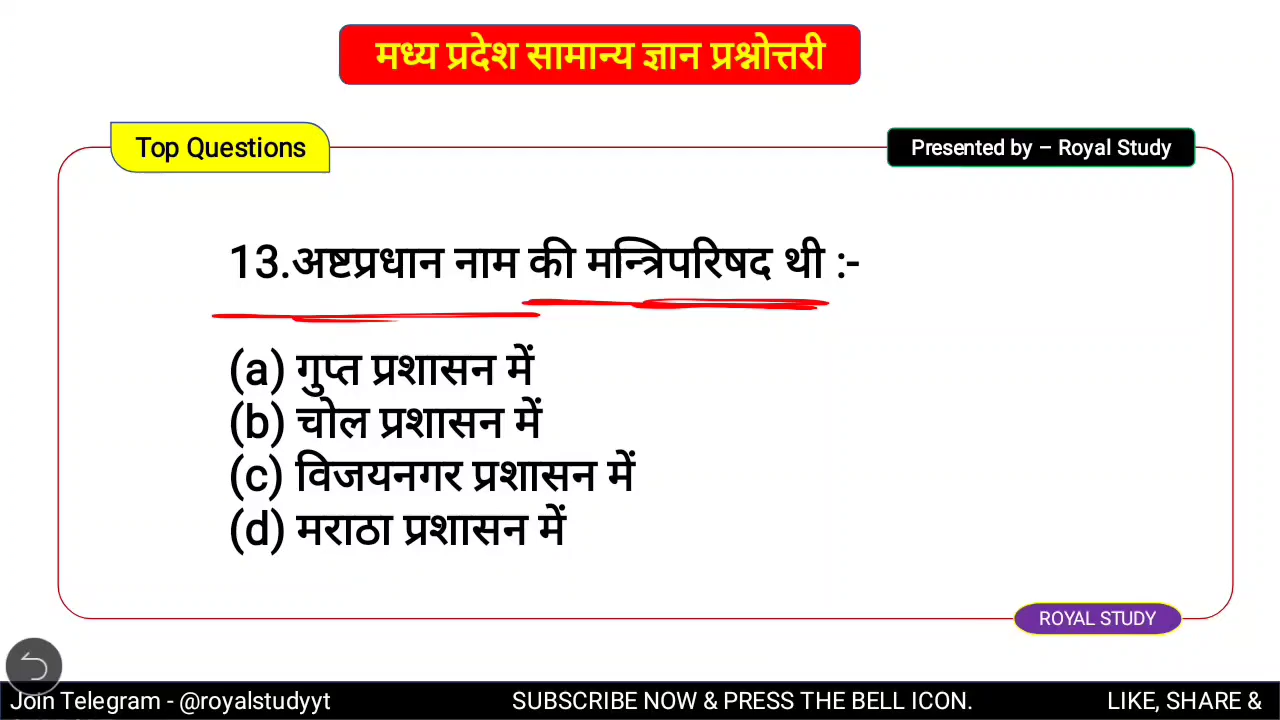 मध्य प्रदेश सामान्य ज्ञान प्रश्नोत्तरी
Top Questions
Presented by – Royal Study
13.अष्टप्रधान नाम की मन्त्रिपरिषद थी :-
(a) गुप्त प्रशासन में
(b) चोल प्रशासन में
(c) विजयनगर प्रशासन में
(d) मराठा प्रशासन में
ROYAL STUDY
Join Telegram - @royalstudyyt SUBSCRIBE NOW & PRESS THE BELL ICON. LIKE, SHARE &